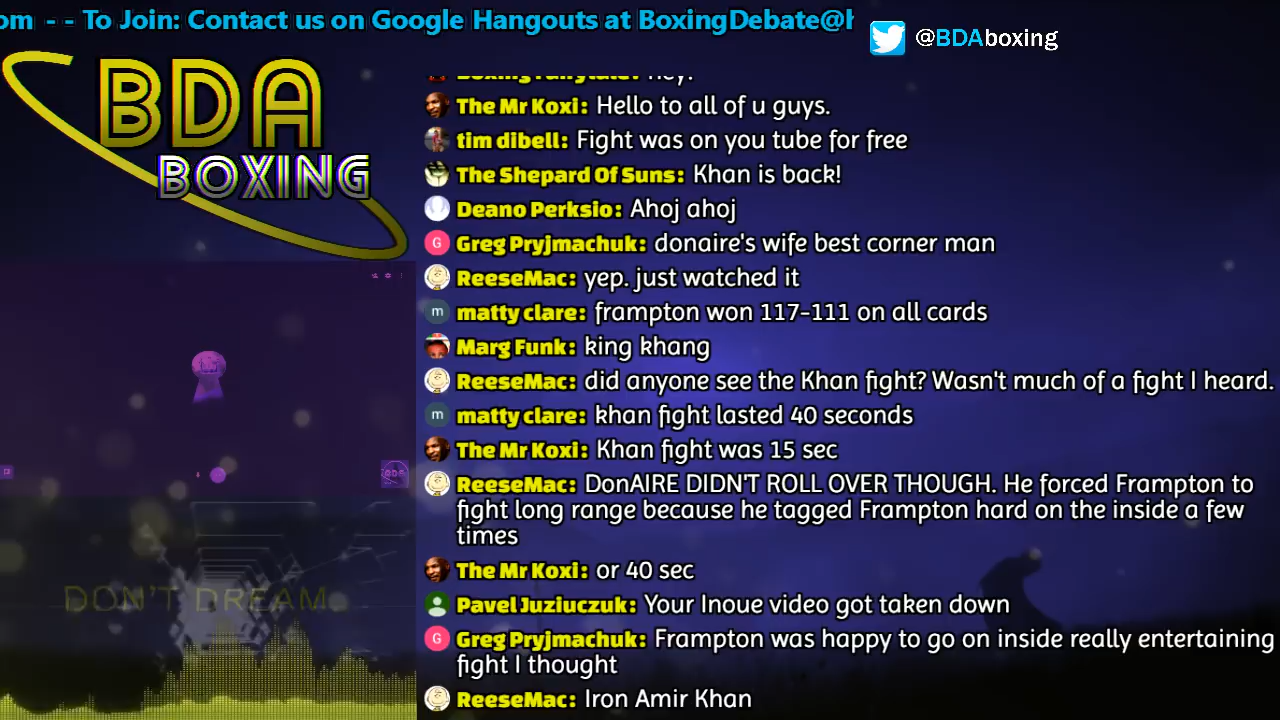 om - - To Join: Contact us on Google Hangouts at BoxingDebate@h
@BDAboxing
BDA
BOXING
Boxing Fairytale: hey!
The Mr Koxi: Hello to all of u guys.
tim dibell: Fight was on you tube for free
The Shepard Of Suns: Khan is back!
Deano Perksio: Ahoj ahoj
G Greg Pryjmachuk: donaire's wife best corner man
ReeseMac: yep. just watched it
m matty clare: frampton won 117-111 on all cards
Marg Funk: king khang
ReeseMac: did anyone see the Khan fight? Wasn't much of a fight I heard.
m matty clare: khan fight lasted 40 seconds
The Mr Koxi: Khan fight was 15 sec
ReeseMac: DonAIRE DIDN'T ROLL OVER THOUGH. He forced Frampton to
fight long range because he tagged Frampton hard on the inside a few
times
The Mr Koxi: or 40 sec
Pavel Juziuczuk: Your Inoue video got taken down
G Greg Pryjmachuk: Frampton was happy to go on inside really entertaining
fight I thought
ReeseMac: Iron Amir Khan
DON'T DREAM